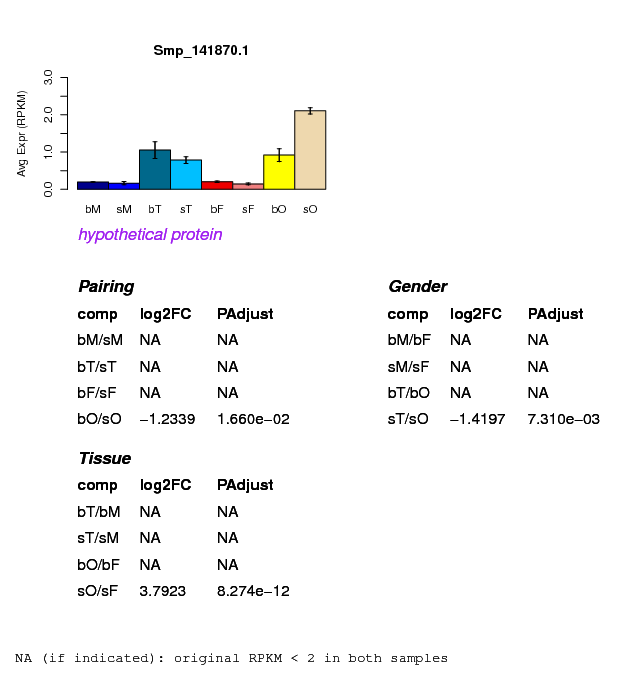 Smp_141870.1
Avg Expr (RPKM)
0.0 1.0 2.0 3.0
bM sM bT sT bF sF bO sO
hypothetical protein
Pairing
comp log2FC PAdjust
bM/sM NA NA
bT/sT NA NA
bF/sF NA NA
bO/sO −1.2339 1.660e−02
Gender
comp log2FC PAdjust
bM/bF NA NA
sM/sF NA NA
bT/bO NA NA
sT/sO −1.4197 7.310e−03
Tissue
comp log2FC PAdjust
bT/bM NA NA
sT/sM NA NA
bO/bF NA NA
sO/sF 3.7923 8.274e−12
NA (if indicated): original RPKM < 2 in both samples